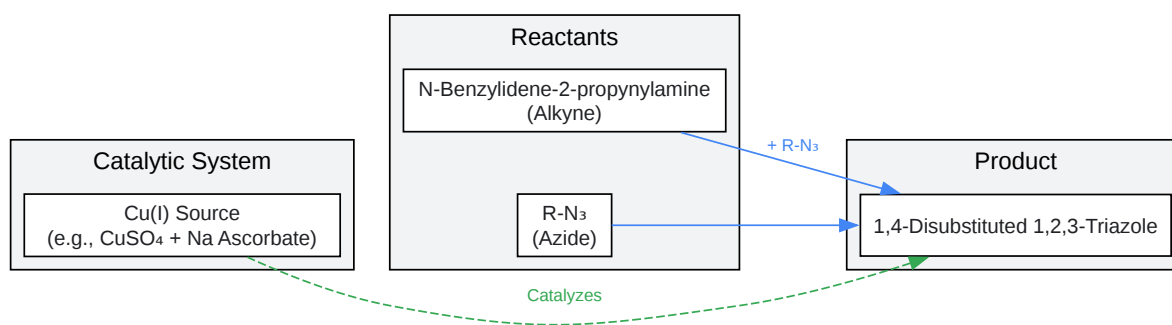 Reactants
N-Benzylidene-2-propynylamine
(Alkyne)
+ R-N₃
Catalytic System
Product
Cu(I) Source
(e.g., CuSO₄ + Na Ascorbate)
R-N₃
(Azide)
1,4-Disubstituted 1,2,3-Triazole
Catalyzes